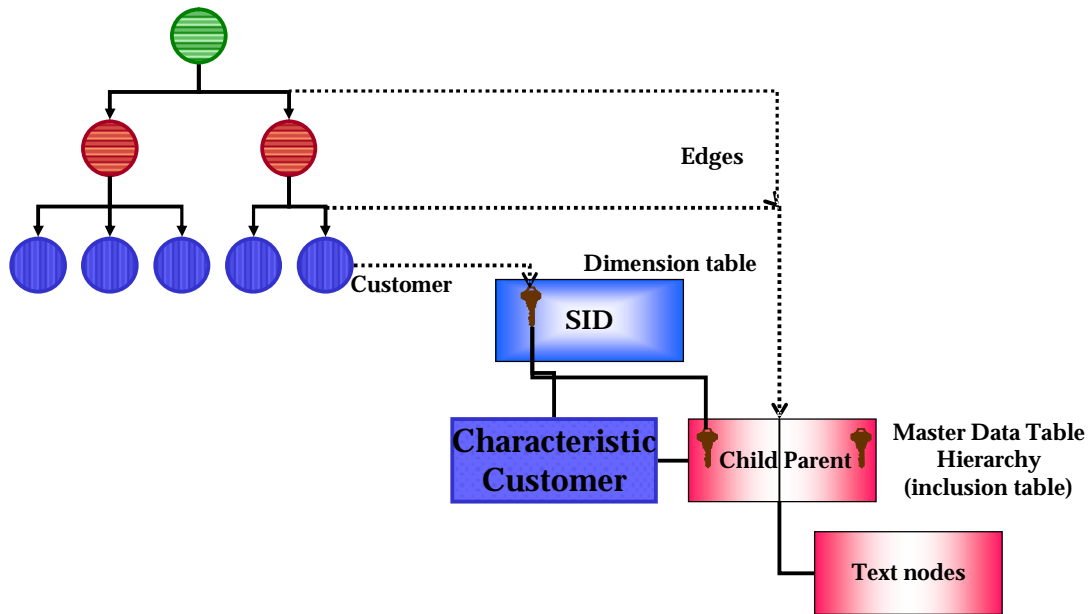 Edges
Dimension table
Customer
SID
Characteristic
Customer
Child Parent
Master Data Table
Hierarchy
(inclusion table)
Text nodes